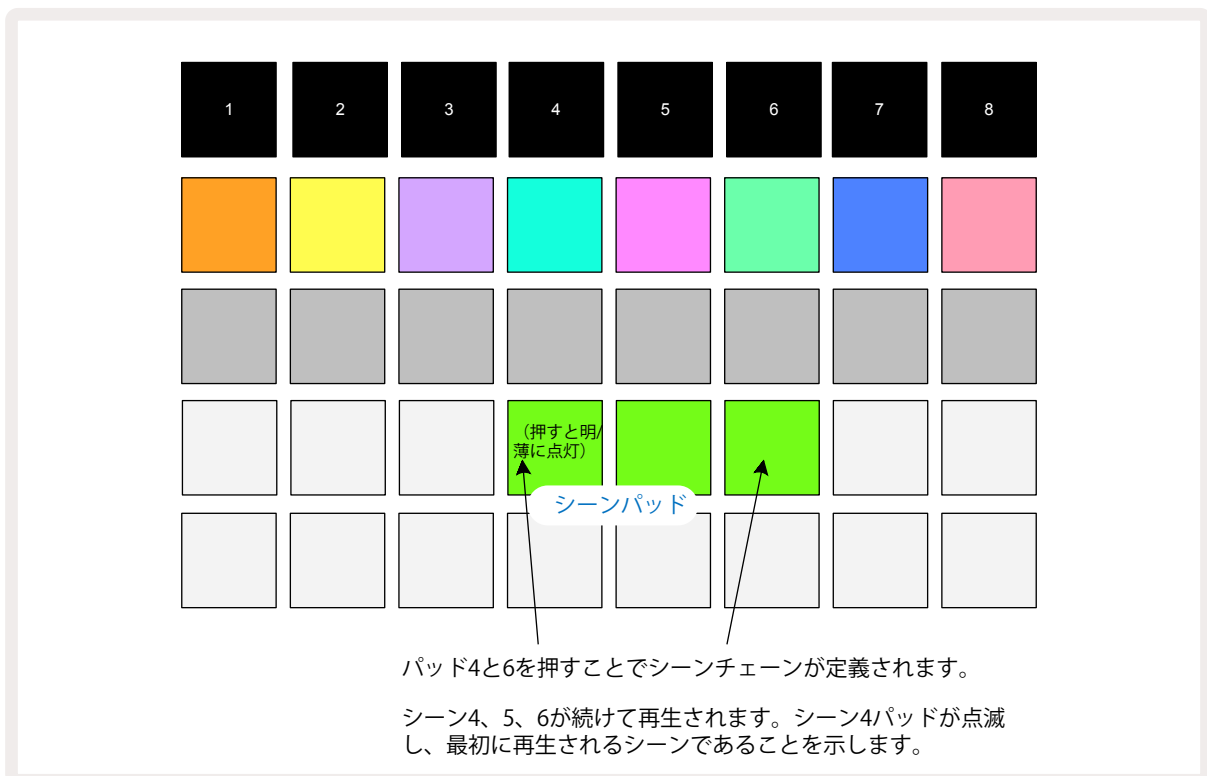 1 2 3 4 5 6 7 8
（押すと明/
薄に点灯）
シーンパッド
パッド4と6を押すことでシーンチェーンが定義されます。
シーン4、5、6が続けて再生されます。シーン4パッドが点滅
し、最初に再生されるシーンであることを示します。